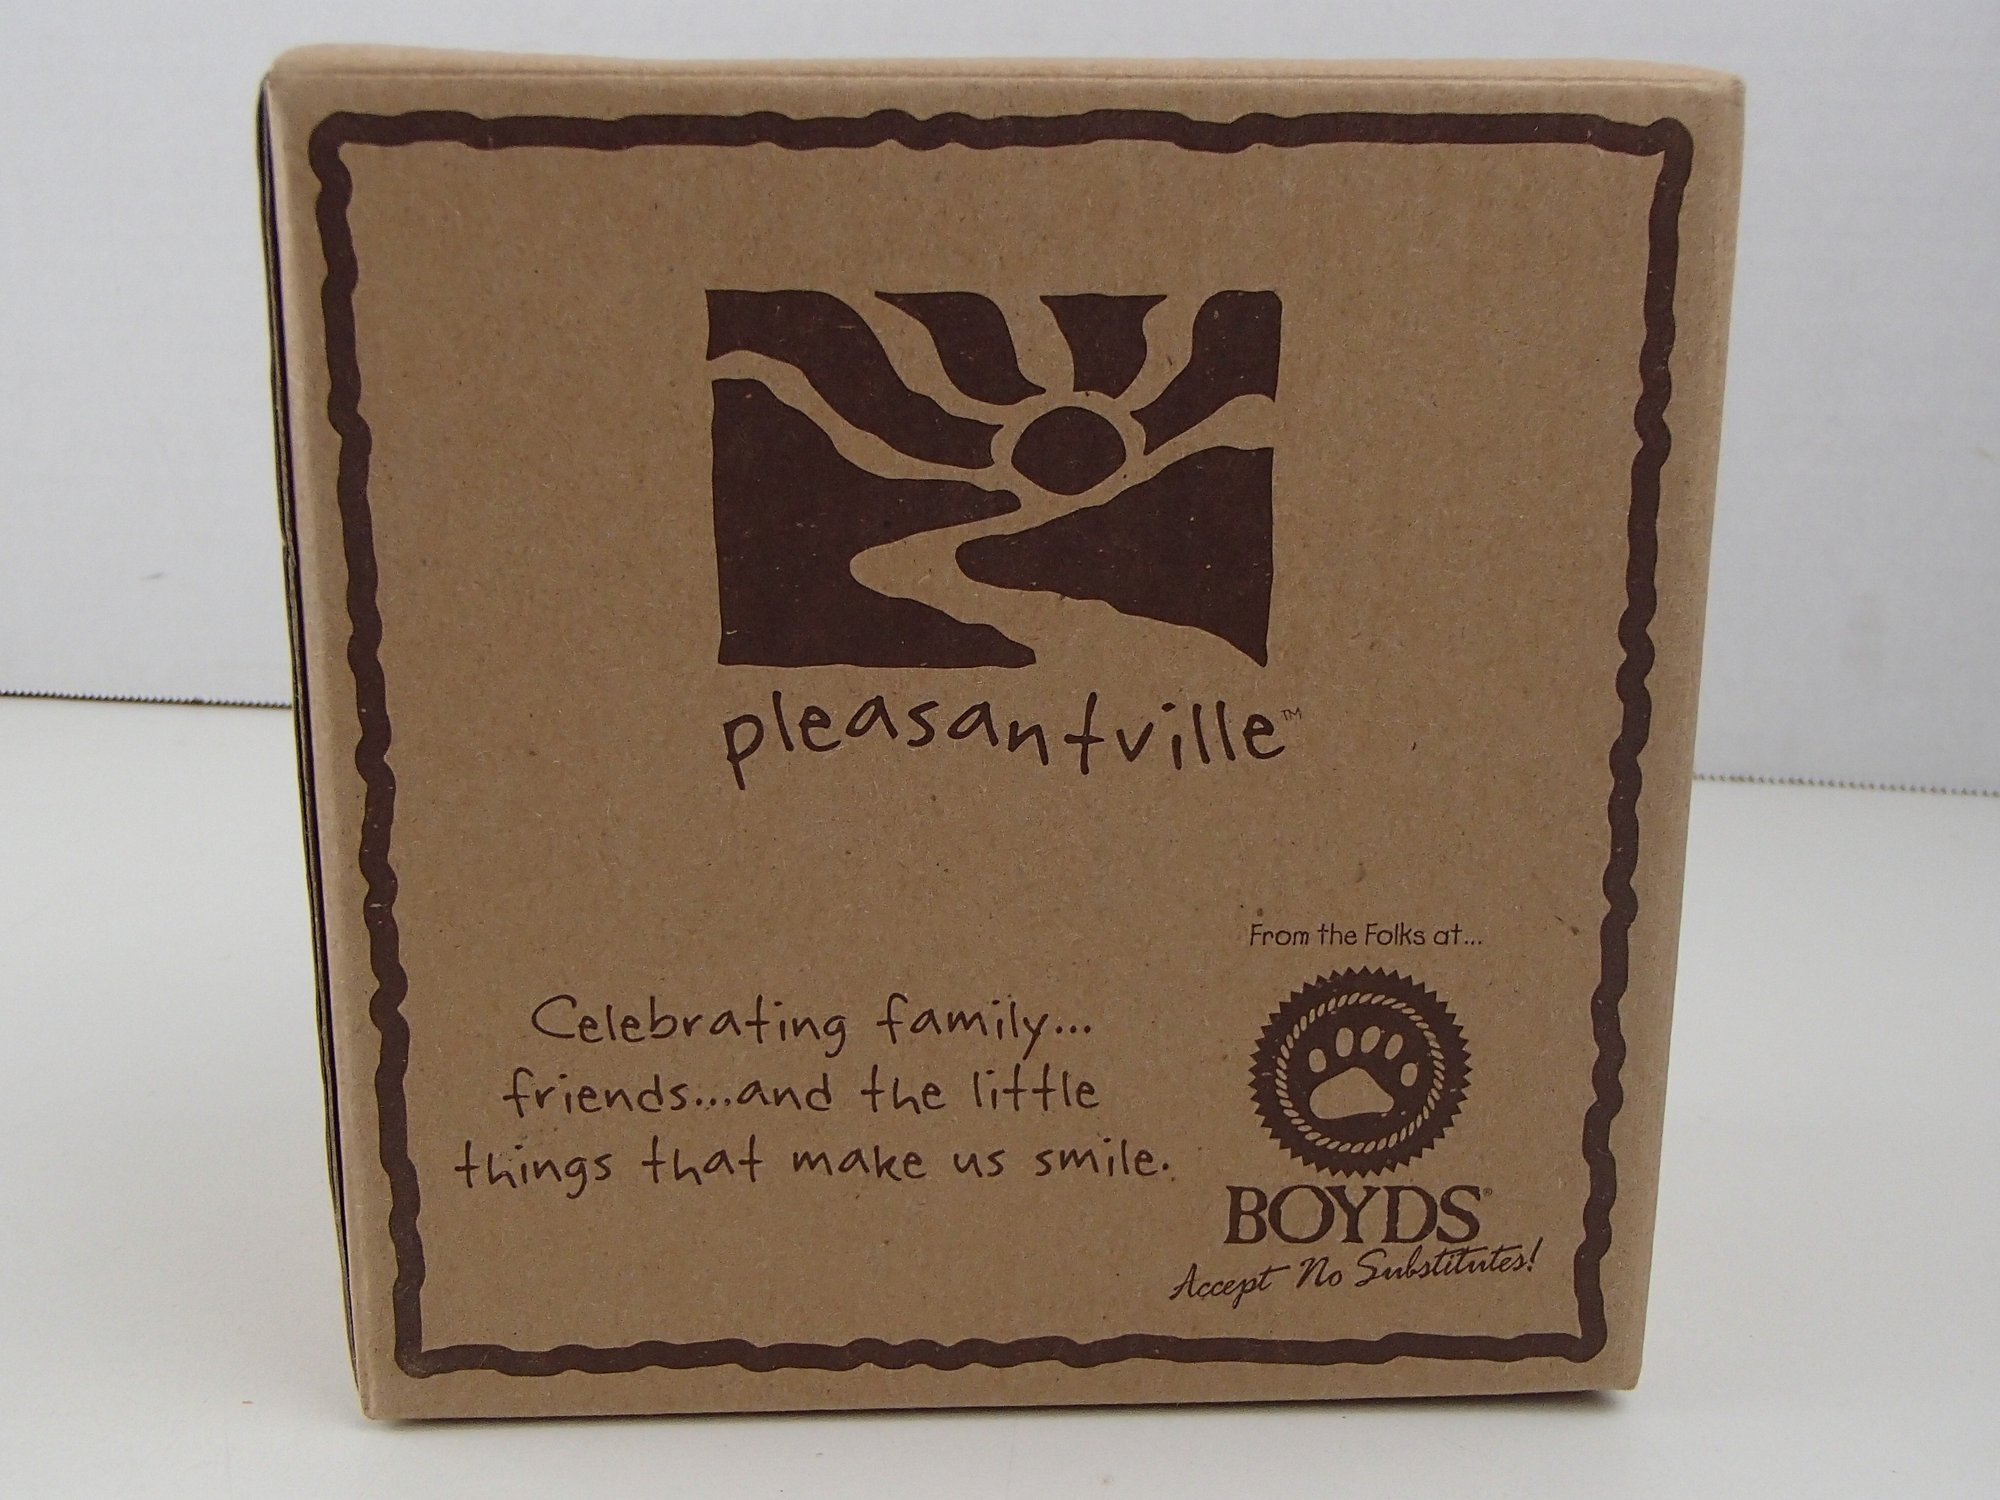 pleasantville™
From the Folks at...
Celebrating family...
friends...and the little
things that make us smile.
BOYDS®
Accept No Substitutes!